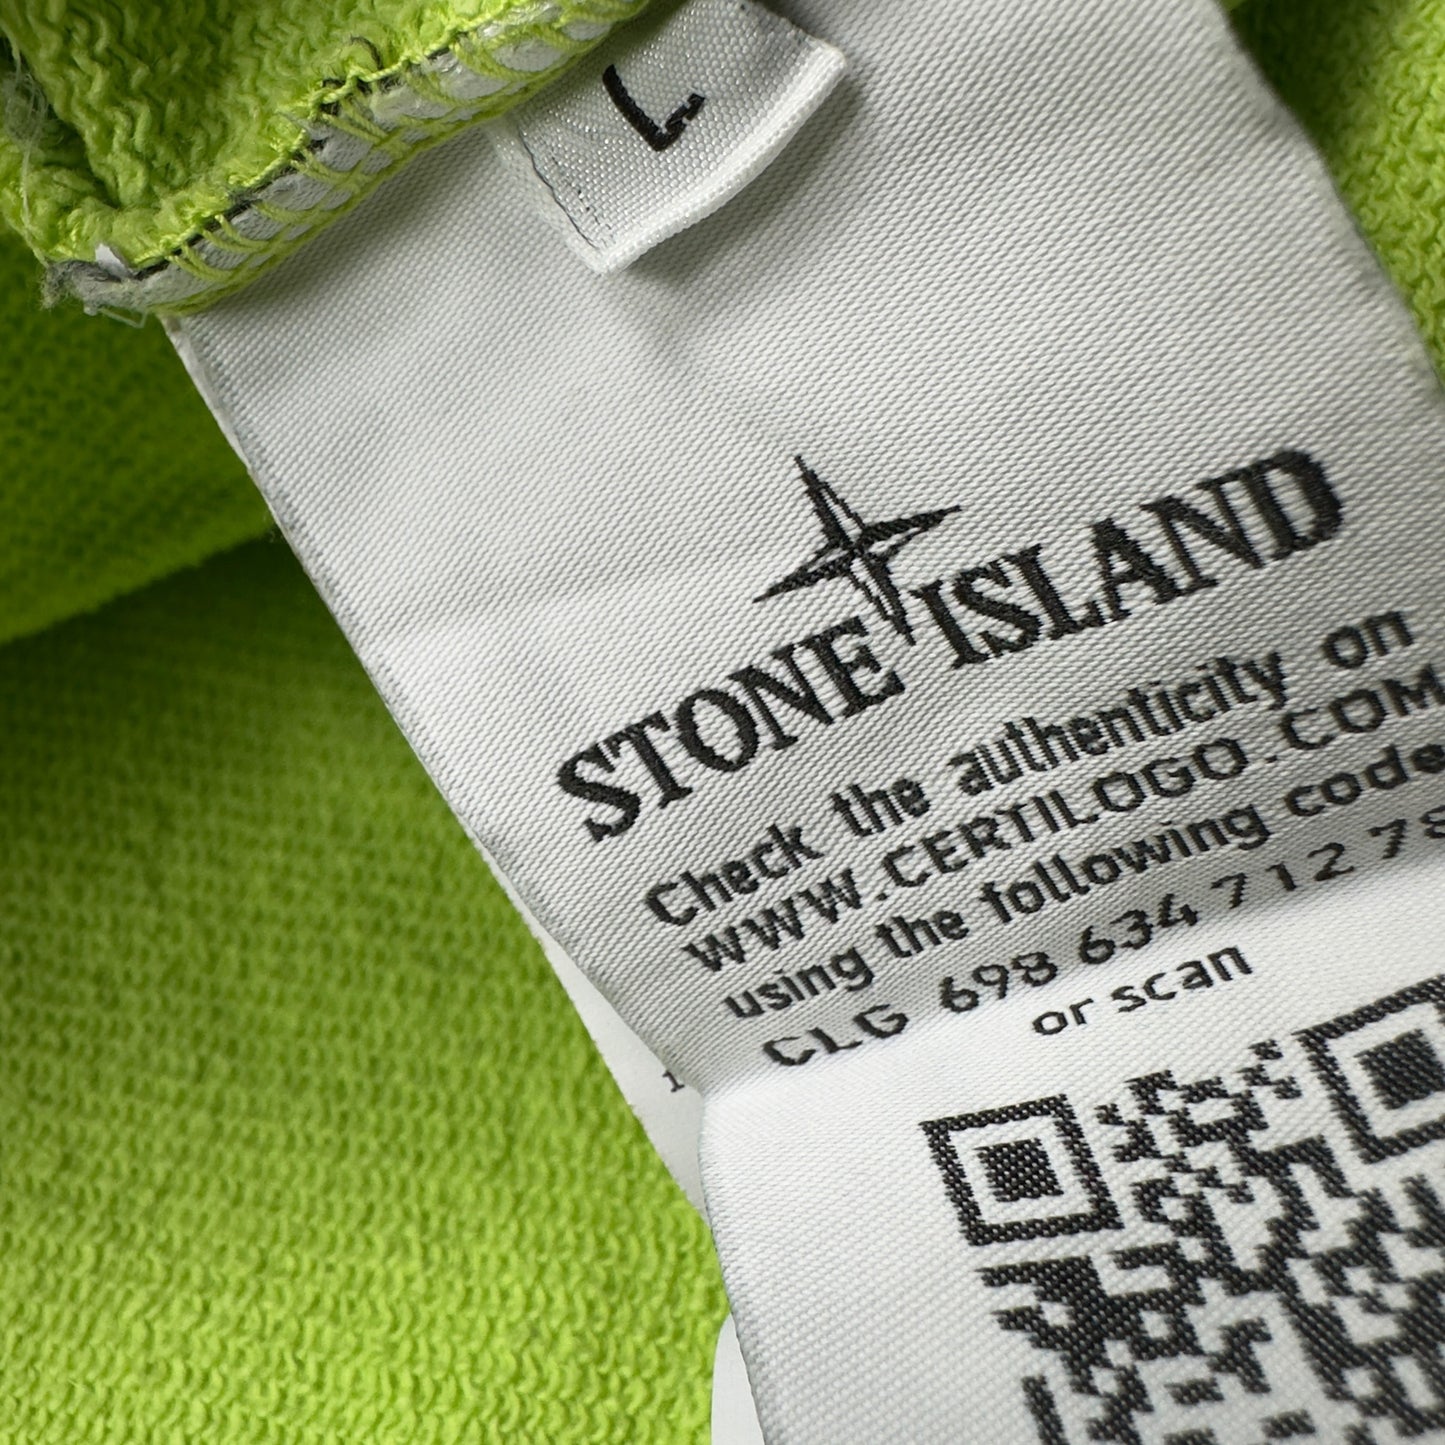 L
STONE ISLAND
Check the authenticity on
WWW.CERTILOGO.COM
using the following code
CLG 698 634 712 78
or scan